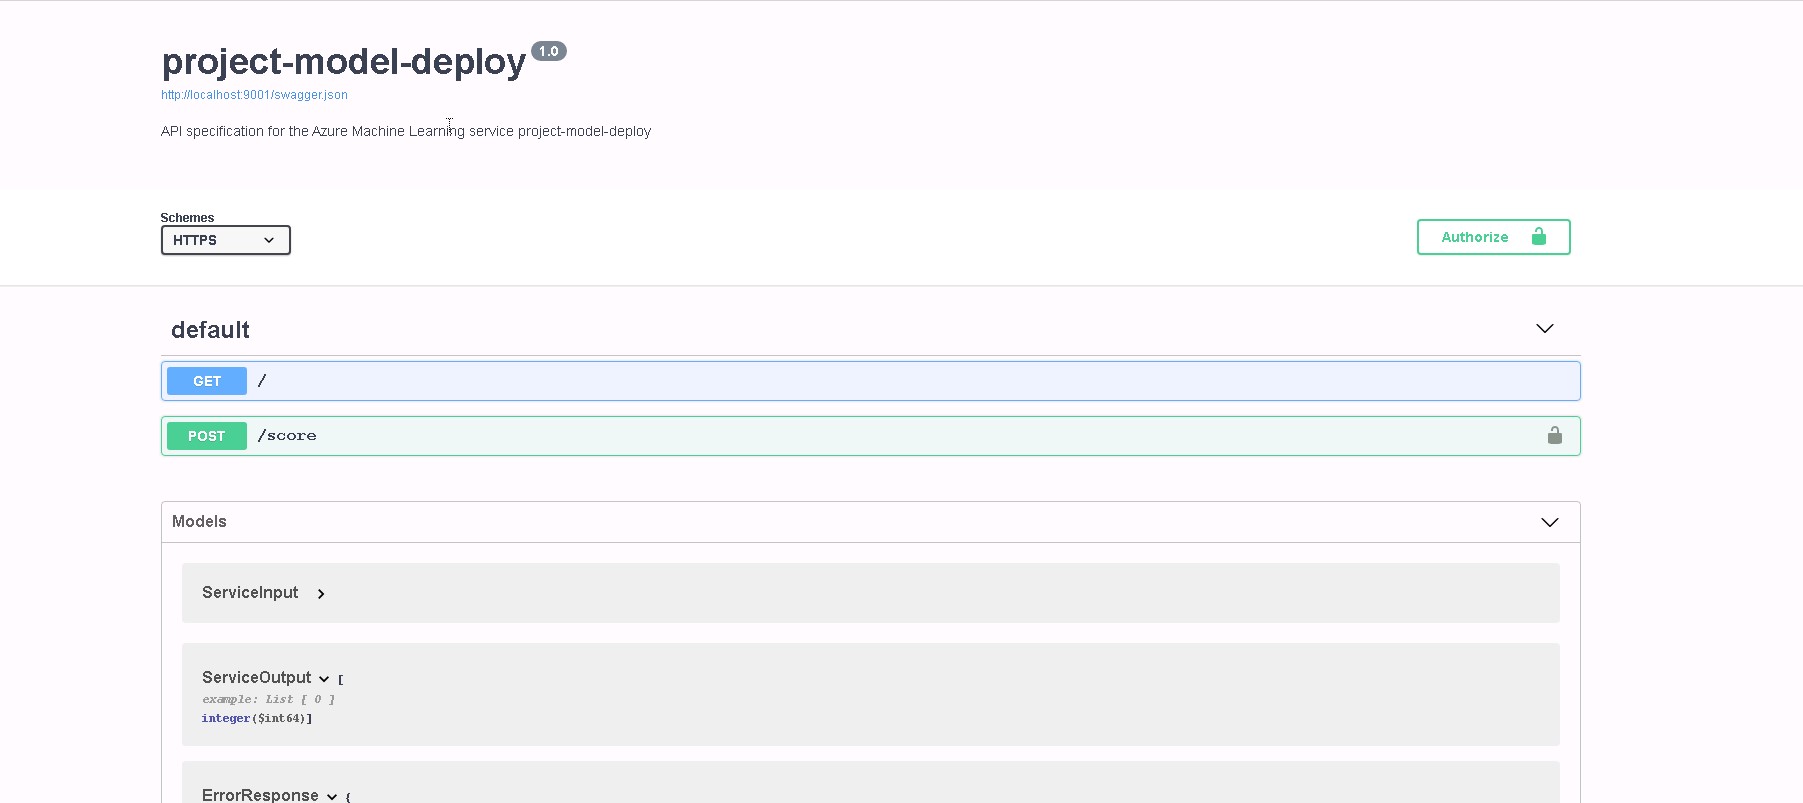 project-model-deploy 1.0
http://localhost:9001/swagger.json
API specification for the Azure Machine Learning service project-model-deploy
Schemes
HTTPS
Authorize
default
GET /
POST /score
Models
ServiceInput
ServiceOutput [
example: List [ 0 ]
integer($int64)]
ErrorResponse {